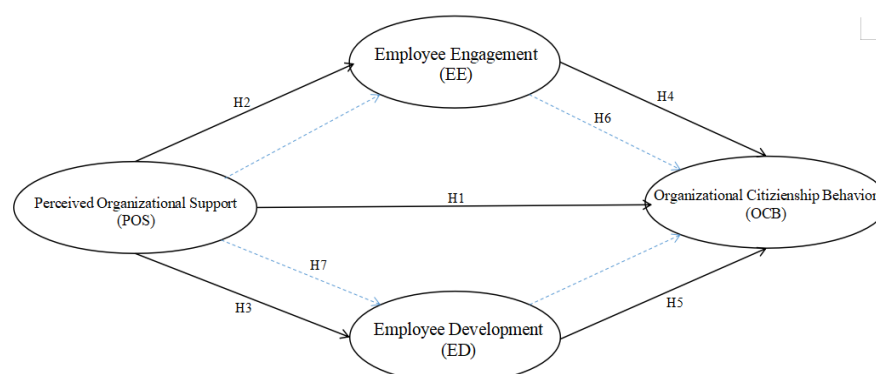 Employee Engagement
(EE)
H2
H4
H6
Perceived Organizational Support
(POS)
H1
Organizational Citizienship Behavior
(OCB)
H7
H3
H5
Employee Development
(ED)